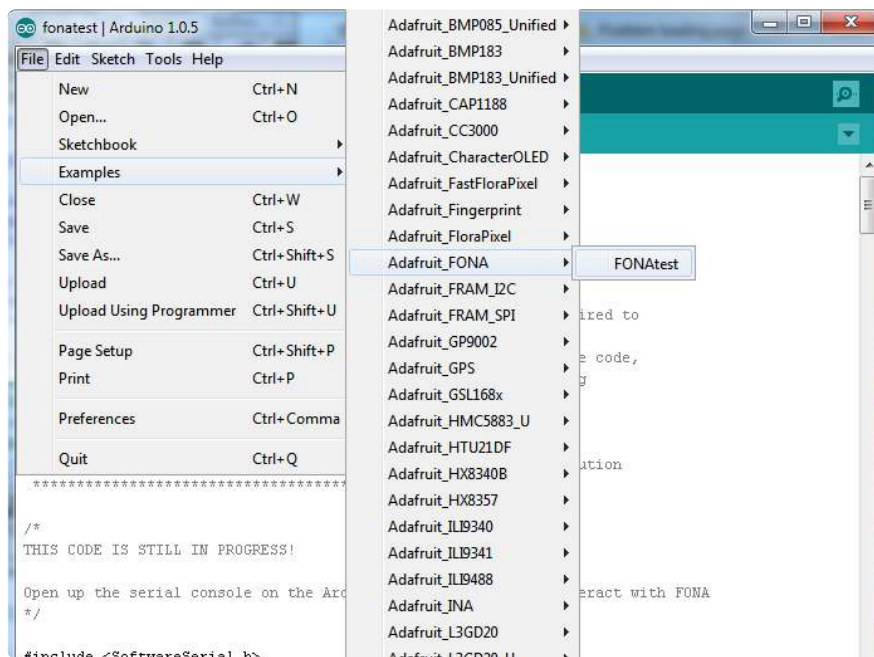 fonatest | Arduino 1.0.5
File Edit Sketch Tools Help
New Ctrl+N
Open... Ctrl+O
Sketchbook
Examples
Close Ctrl+W
Save Ctrl+S
Save As... Ctrl+Shift+S
Upload Ctrl+U
Upload Using Programmer Ctrl+Shift+U
Page Setup Ctrl+Shift+P
Print Ctrl+P
Preferences Ctrl+Comma
Quit Ctrl+Q
Adafruit_BMP085_Unified
Adafruit_BMP183
Adafruit_BMP183_Unified
Adafruit_CAP1188
Adafruit_CC3000
Adafruit_CharacterOLED
Adafruit_FastFloraPixel
Adafruit_Fingerprint
Adafruit_FloraPixel
Adafruit_FONA
Adafruit_FRAM_I2C
Adafruit_FRAM_SPI
Adafruit_GP9002
Adafruit_GPS
Adafruit_GSL168x
Adafruit_HMC5883_U
Adafruit_HTU21DF
Adafruit_HX8340B
Adafruit_HX8357
Adafruit_ILI9340
Adafruit_ILI9341
Adafruit_ILI9488
Adafruit_INA
Adafruit_L3GD20
Adafruit_L3GD20_U
FONAtest
ired to
e code,
g
ution
**********************************
/*
THIS CODE IS STILL IN PROGRESS!
Open up the serial console on the Ard eract with FONA
*/
#include <SoftwareSerial.h>